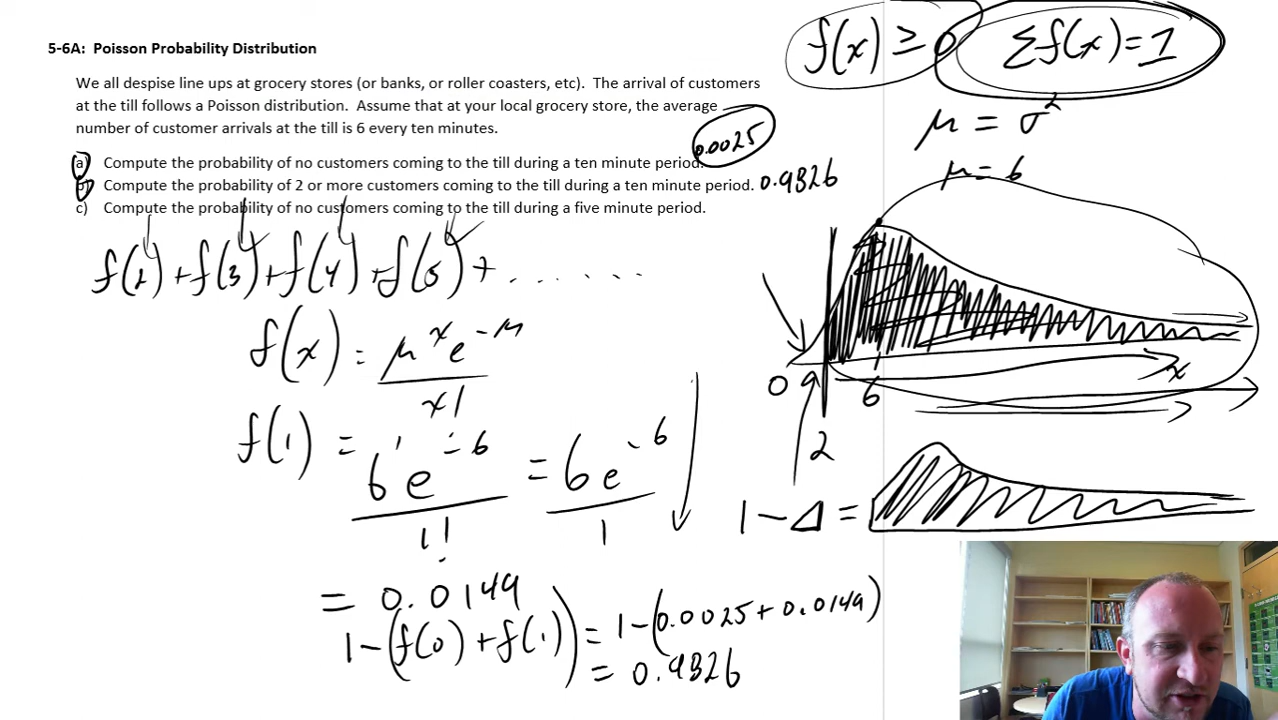 f(x) ≥ 0 Σf(x) = 1
5-6A: Poisson Probability Distribution
We all despise line ups at grocery stores (or banks, or roller coasters, etc). The arrival of customers
at the till follows a Poisson distribution. Assume that at your local grocery store, the average
number of customer arrivals at the till is 6 every ten minutes.
μ = σ²
μ = 6
a) Compute the probability of no customers coming to the till during a ten minute period. 0.0025
b) Compute the probability of 2 or more customers coming to the till during a ten minute period. 0.9826
c) Compute the probability of no customers coming to the till during a five minute period.
f(2) + f(3) + f(4) + f(5) + .......
f(x) = μ^x e^-μ / x!
0 6 x
2
f(1) = 6^1 e^-6 / 1! = 6e^-6 / 1
1 - Δ =
= 0.0149
1-(f(0) + f(1)) = 1-(0.0025 + 0.0149)
= 0.9826